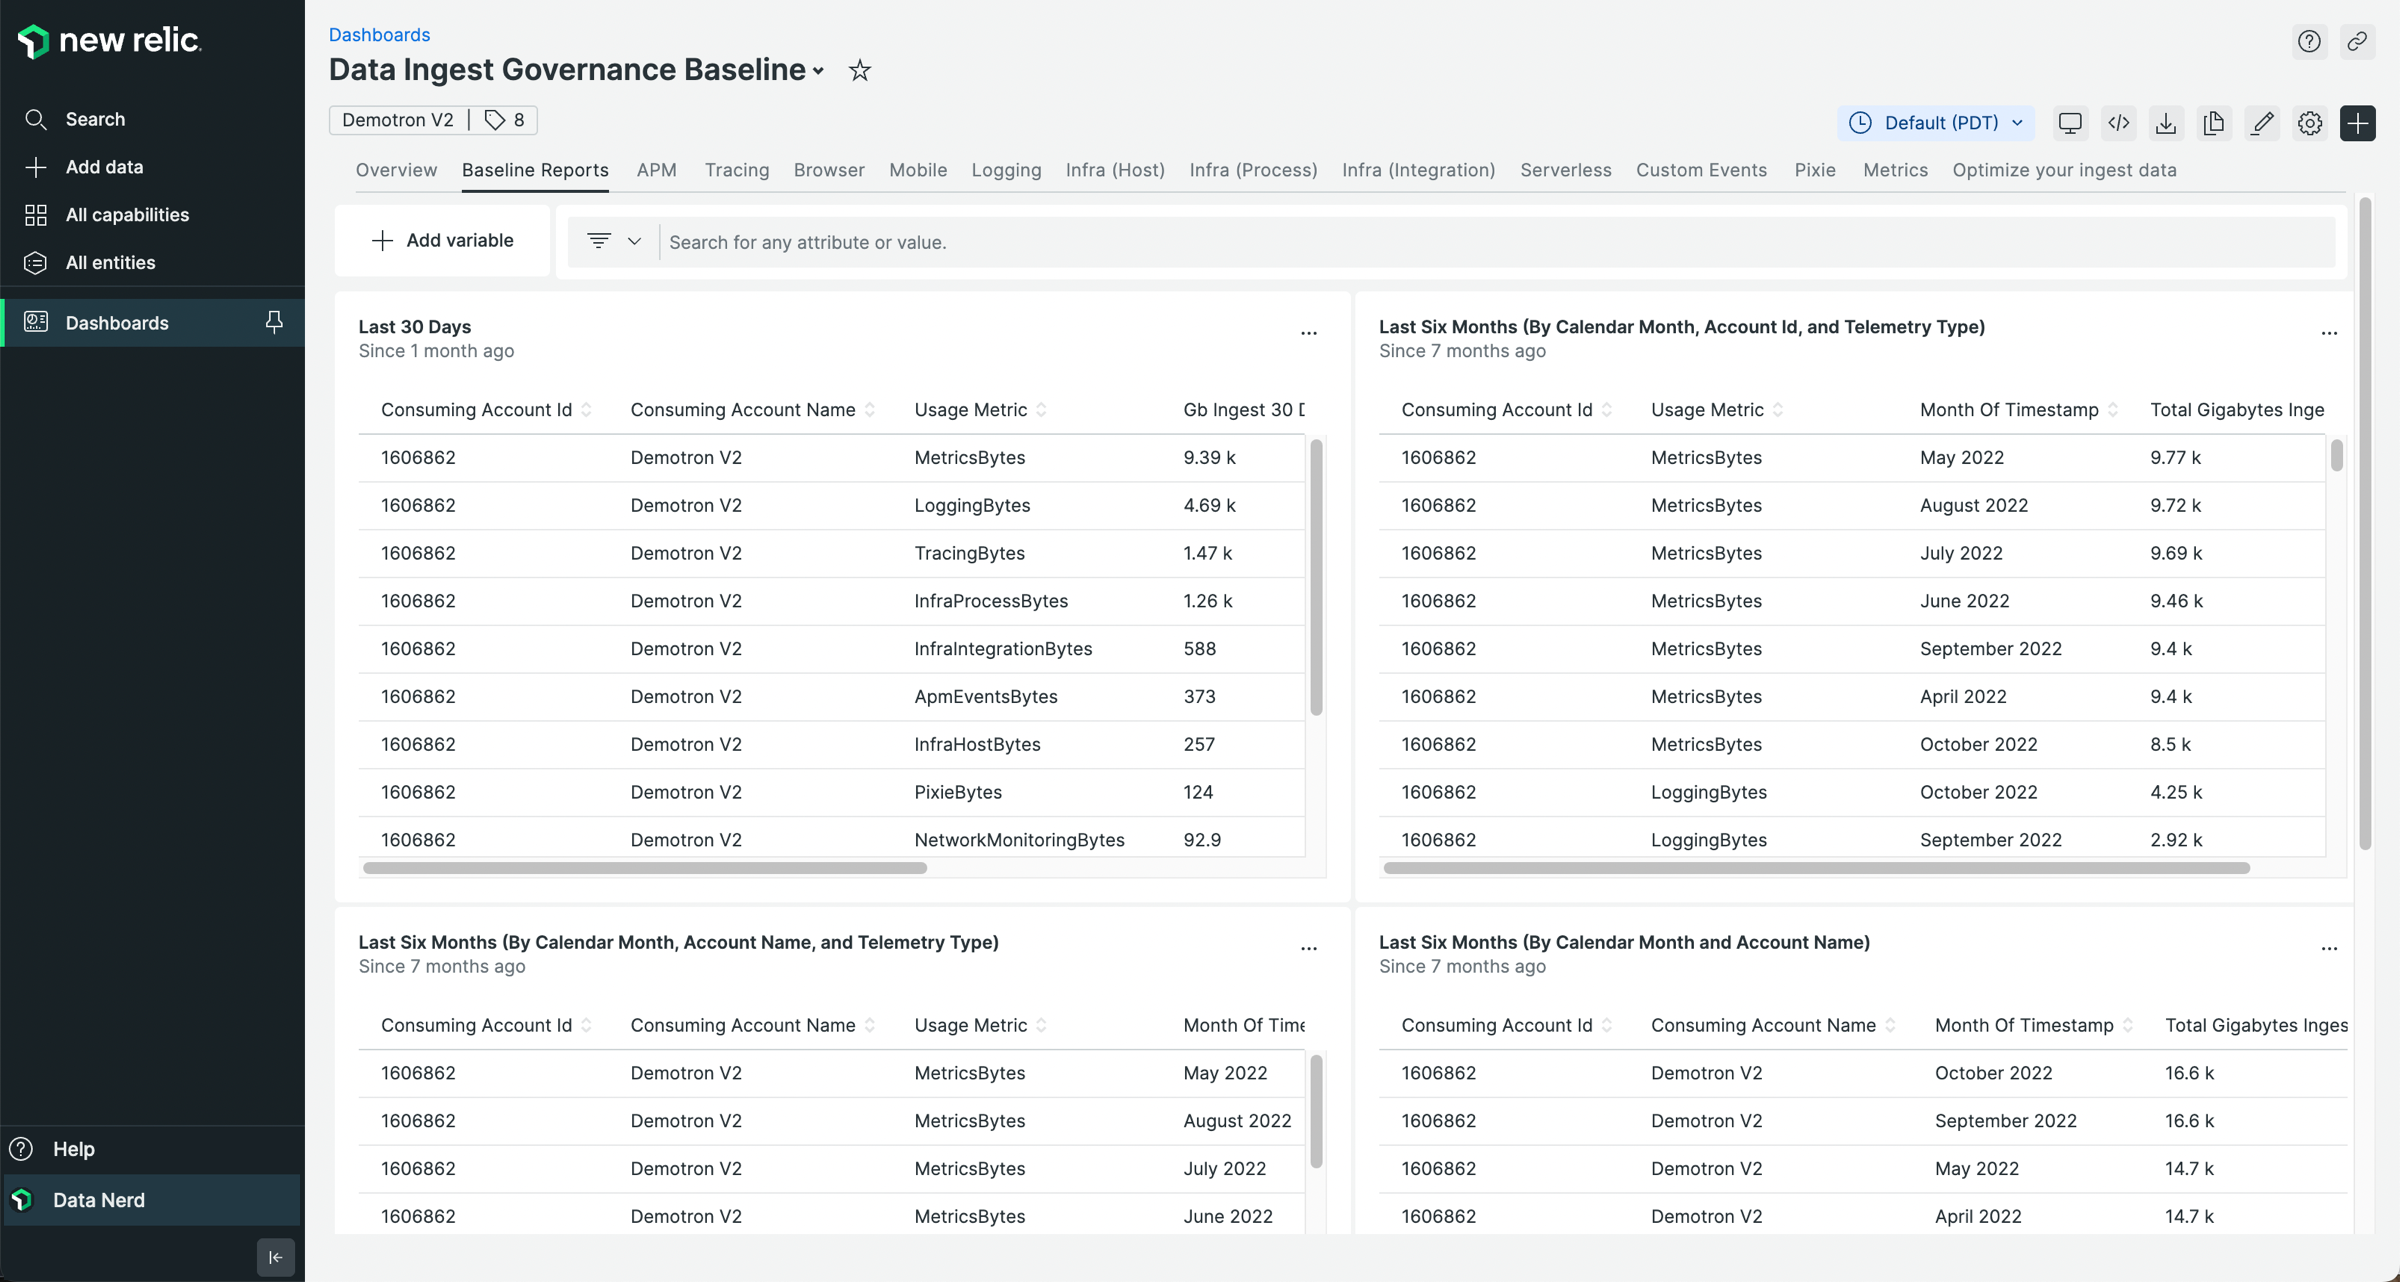 new relic.
Search
Add data
All capabilities
All entities
Dashboards
Help
Data Nerd
Dashboards
Data Ingest Governance Baseline
Demotron V2 | 8
Default (PDT)
Overview Baseline Reports APM Tracing Browser Mobile Logging Infra (Host) Infra (Process) Infra (Integration) Serverless Custom Events Pixie Metrics Optimize your ingest data
Add variable
Search for any attribute or value.
Last 30 Days
Since 1 month ago
Consuming Account Id Consuming Account Name Usage Metric Gb Ingest 30 D
1606862 Demotron V2 MetricsBytes 9.39 k
1606862 Demotron V2 LoggingBytes 4.69 k
1606862 Demotron V2 TracingBytes 1.47 k
1606862 Demotron V2 InfraProcessBytes 1.26 k
1606862 Demotron V2 InfraIntegrationBytes 588
1606862 Demotron V2 ApmEventsBytes 373
1606862 Demotron V2 InfraHostBytes 257
1606862 Demotron V2 PixieBytes 124
1606862 Demotron V2 NetworkMonitoringBytes 92.9
Last Six Months (By Calendar Month, Account Id, and Telemetry Type)
Since 7 months ago
Consuming Account Id Usage Metric Month Of Timestamp Total Gigabytes Inge
1606862 MetricsBytes May 2022 9.77 k
1606862 MetricsBytes August 2022 9.72 k
1606862 MetricsBytes July 2022 9.69 k
1606862 MetricsBytes June 2022 9.46 k
1606862 MetricsBytes September 2022 9.4 k
1606862 MetricsBytes April 2022 9.4 k
1606862 MetricsBytes October 2022 8.5 k
1606862 LoggingBytes October 2022 4.25 k
1606862 LoggingBytes September 2022 2.92 k
Last Six Months (By Calendar Month, Account Name, and Telemetry Type)
Since 7 months ago
Consuming Account Id Consuming Account Name Usage Metric Month Of Time
1606862 Demotron V2 MetricsBytes May 2022
1606862 Demotron V2 MetricsBytes August 2022
1606862 Demotron V2 MetricsBytes July 2022
1606862 Demotron V2 MetricsBytes June 2022
Last Six Months (By Calendar Month and Account Name)
Since 7 months ago
Consuming Account Id Consuming Account Name Month Of Timestamp Total Gigabytes Inges
1606862 Demotron V2 October 2022 16.6 k
1606862 Demotron V2 September 2022 16.6 k
1606862 Demotron V2 May 2022 14.7 k
1606862 Demotron V2 April 2022 14.7 k